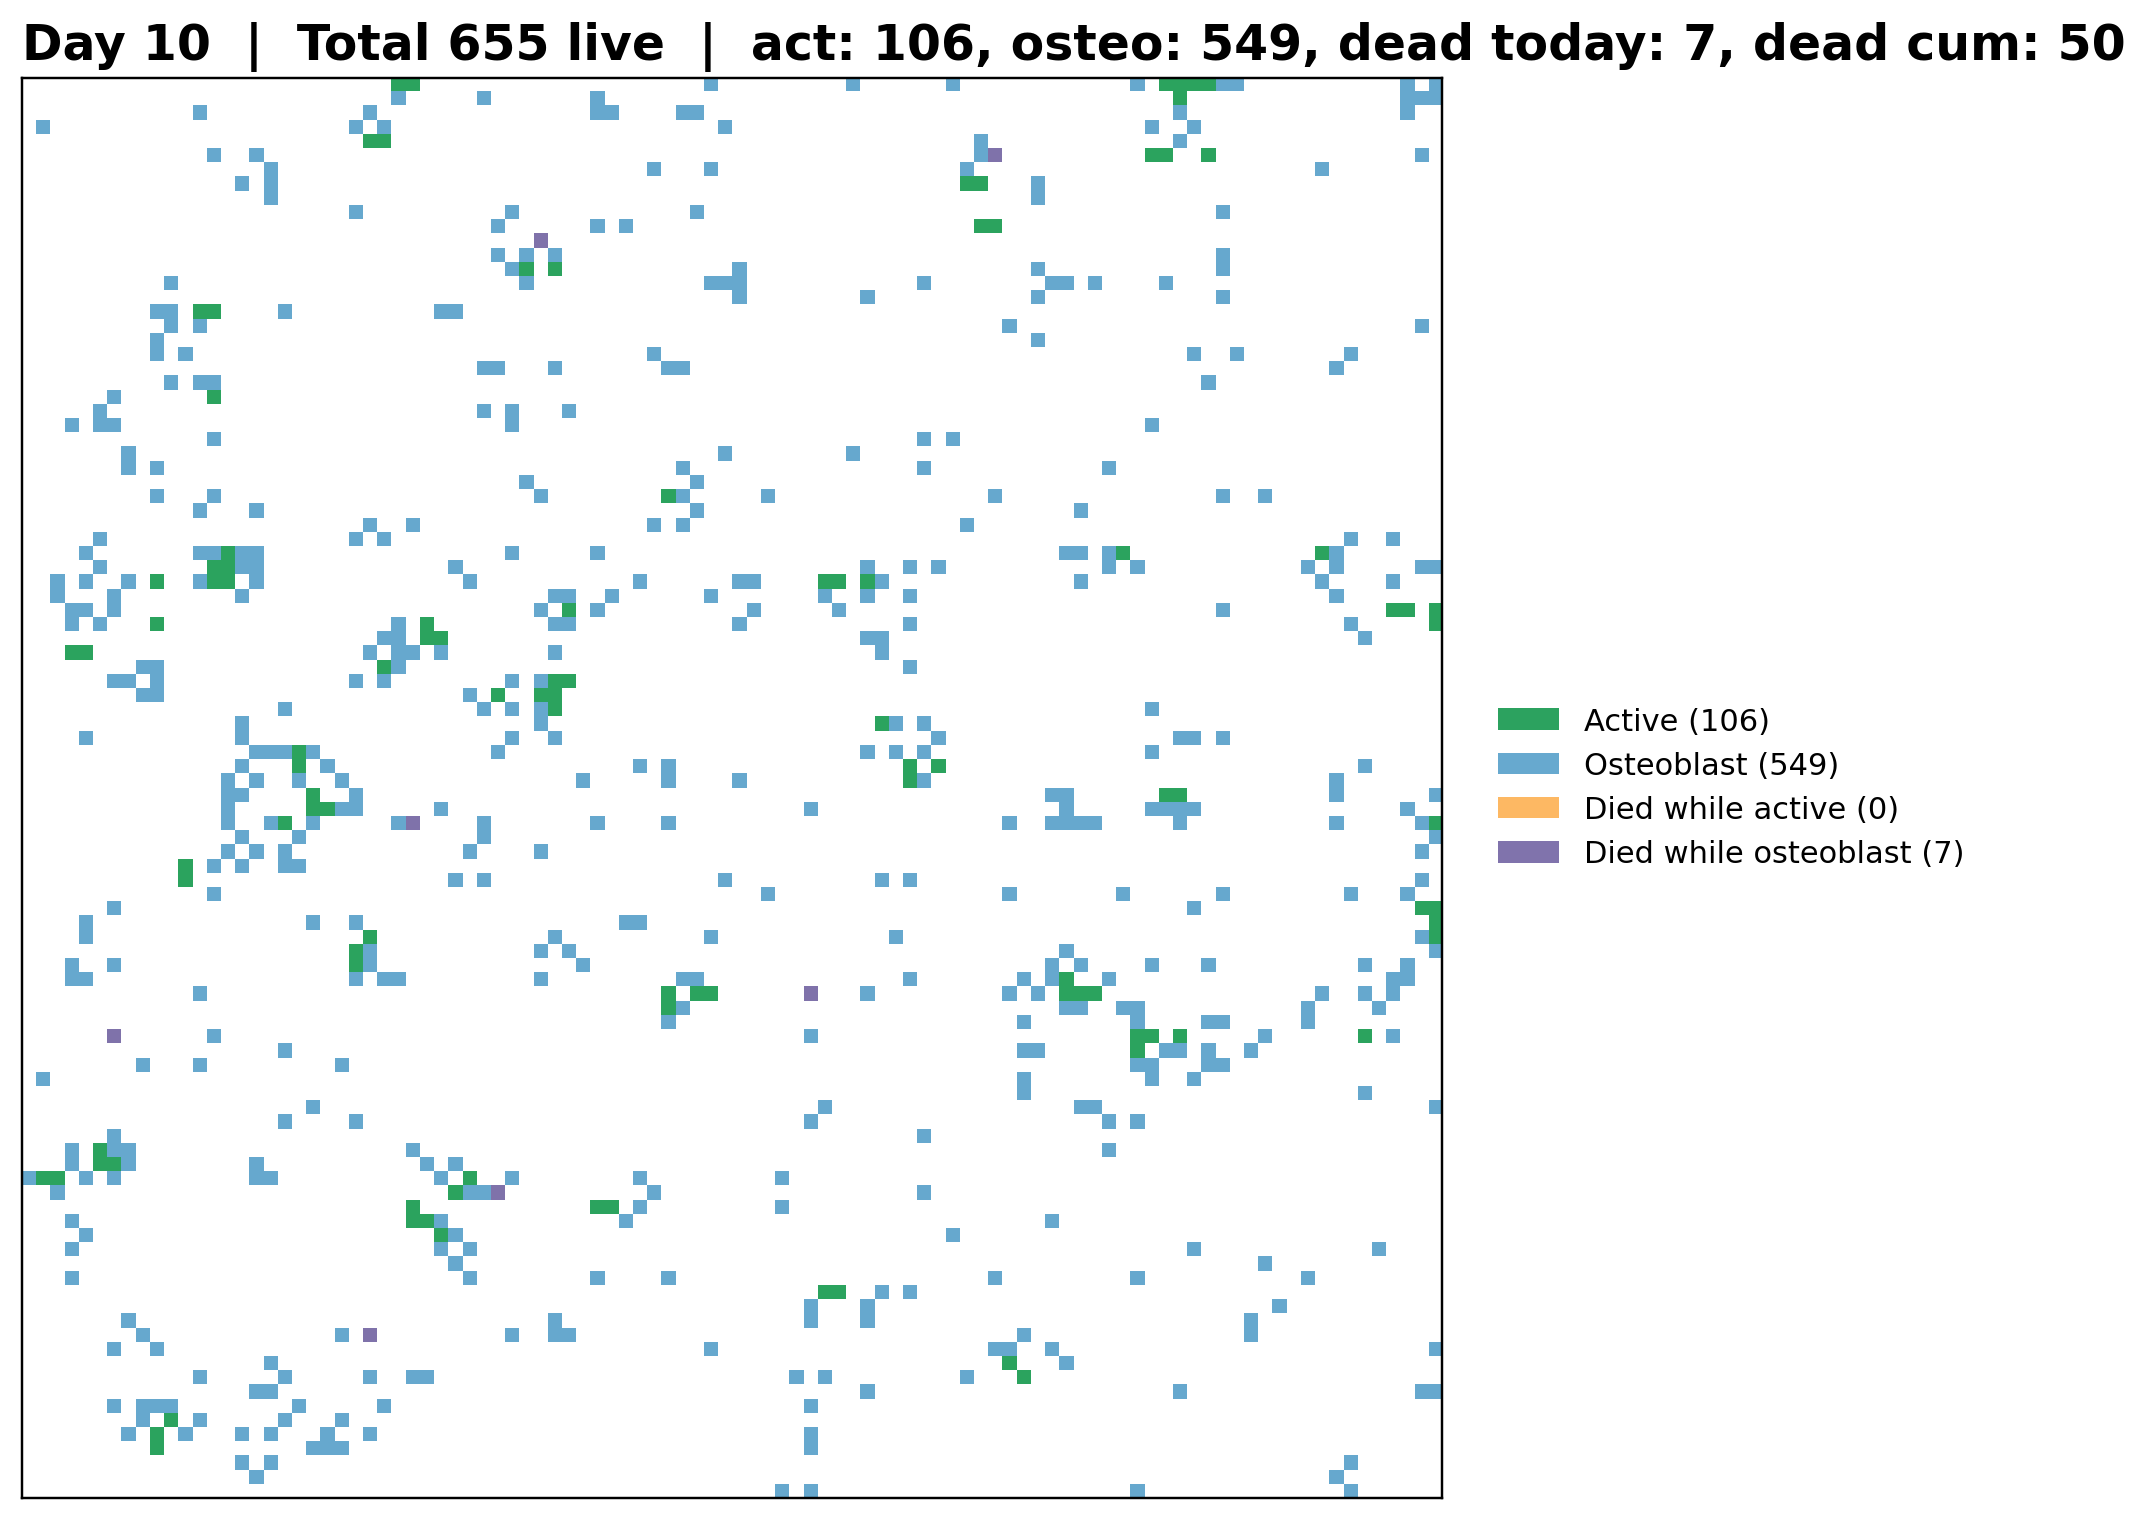 Day 10 | Total 655 live | act: 106, osteo: 549, dead today: 7, dead cum: 50
Active (106)
Osteoblast (549)
Died while active (0)
Died while osteoblast (7)